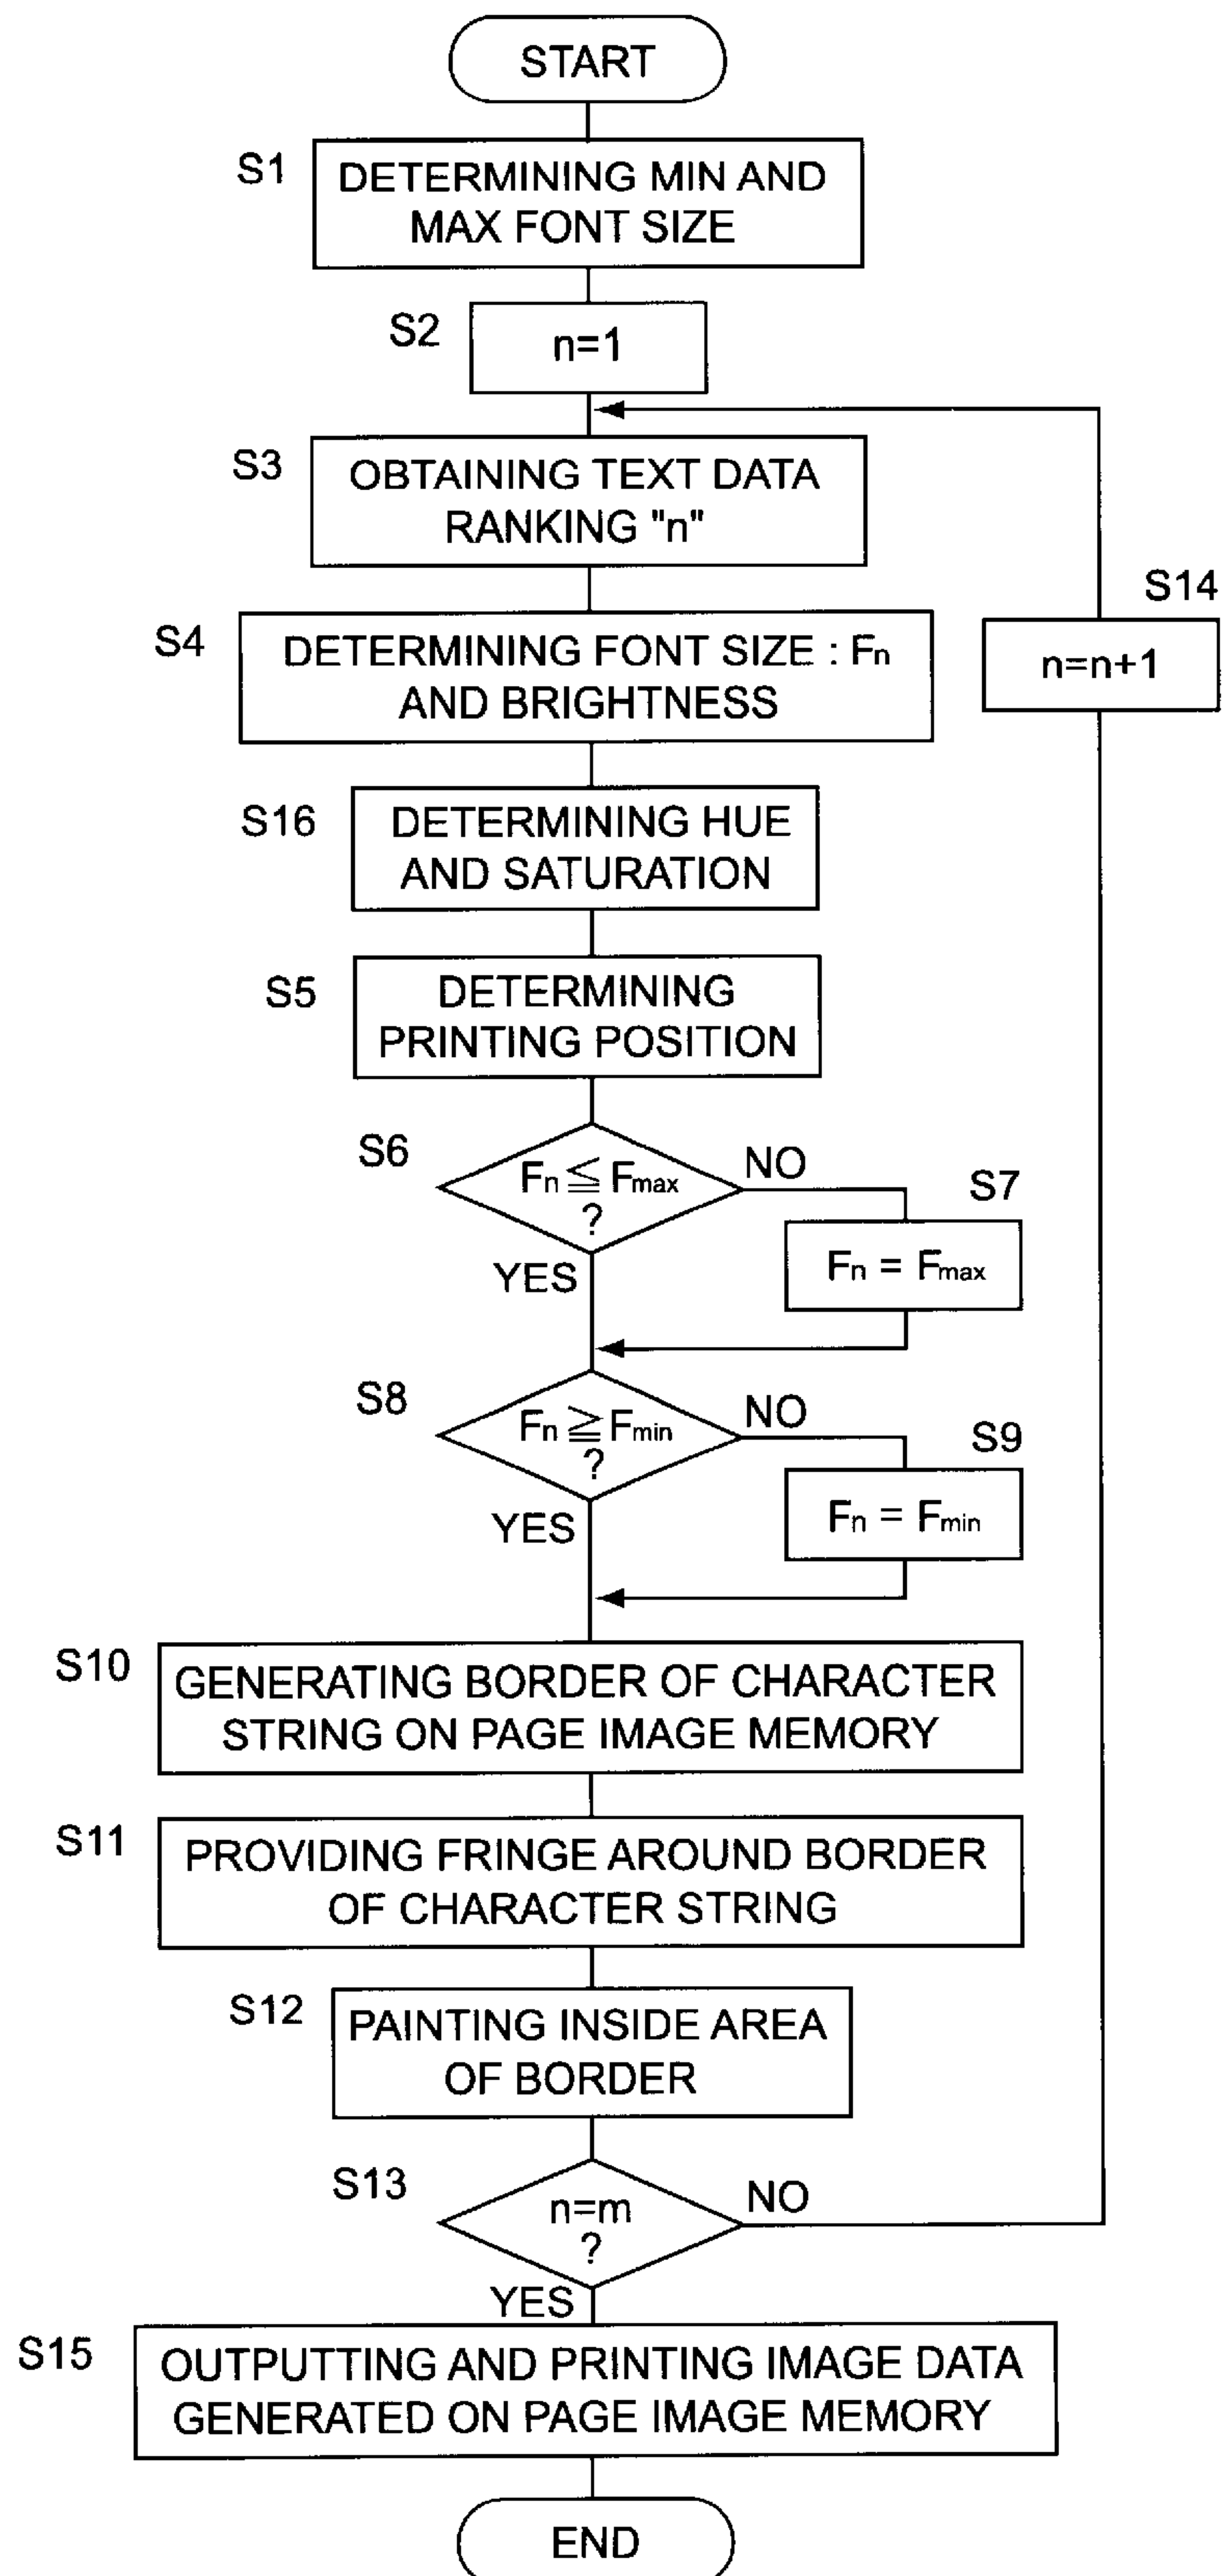 START
S1
DETERMINING MIN AND
MAX FONT SIZE
S2
n=1
S3
OBTAINING TEXT DATA
RANKING "n"
S14
n=n+1
S4
DETERMINING FONT SIZE : Fn
AND BRIGHTNESS
S16
DETERMINING HUE
AND SATURATION
S5
DETERMINING
PRINTING POSITION
S6
Fn ≦ Fmax
?
NO
YES
S7
Fn = Fmax
S8
Fn ≧ Fmin
?
NO
YES
S9
Fn = Fmin
S10
GENERATING BORDER OF CHARACTER
STRING ON PAGE IMAGE MEMORY
S11
PROVIDING FRINGE AROUND BORDER
OF CHARACTER STRING
S12
PAINTING INSIDE AREA
OF BORDER
S13
n=m
?
NO
YES
S15
OUTPUTTING AND PRINTING IMAGE DATA
GENERATED ON PAGE IMAGE MEMORY
END